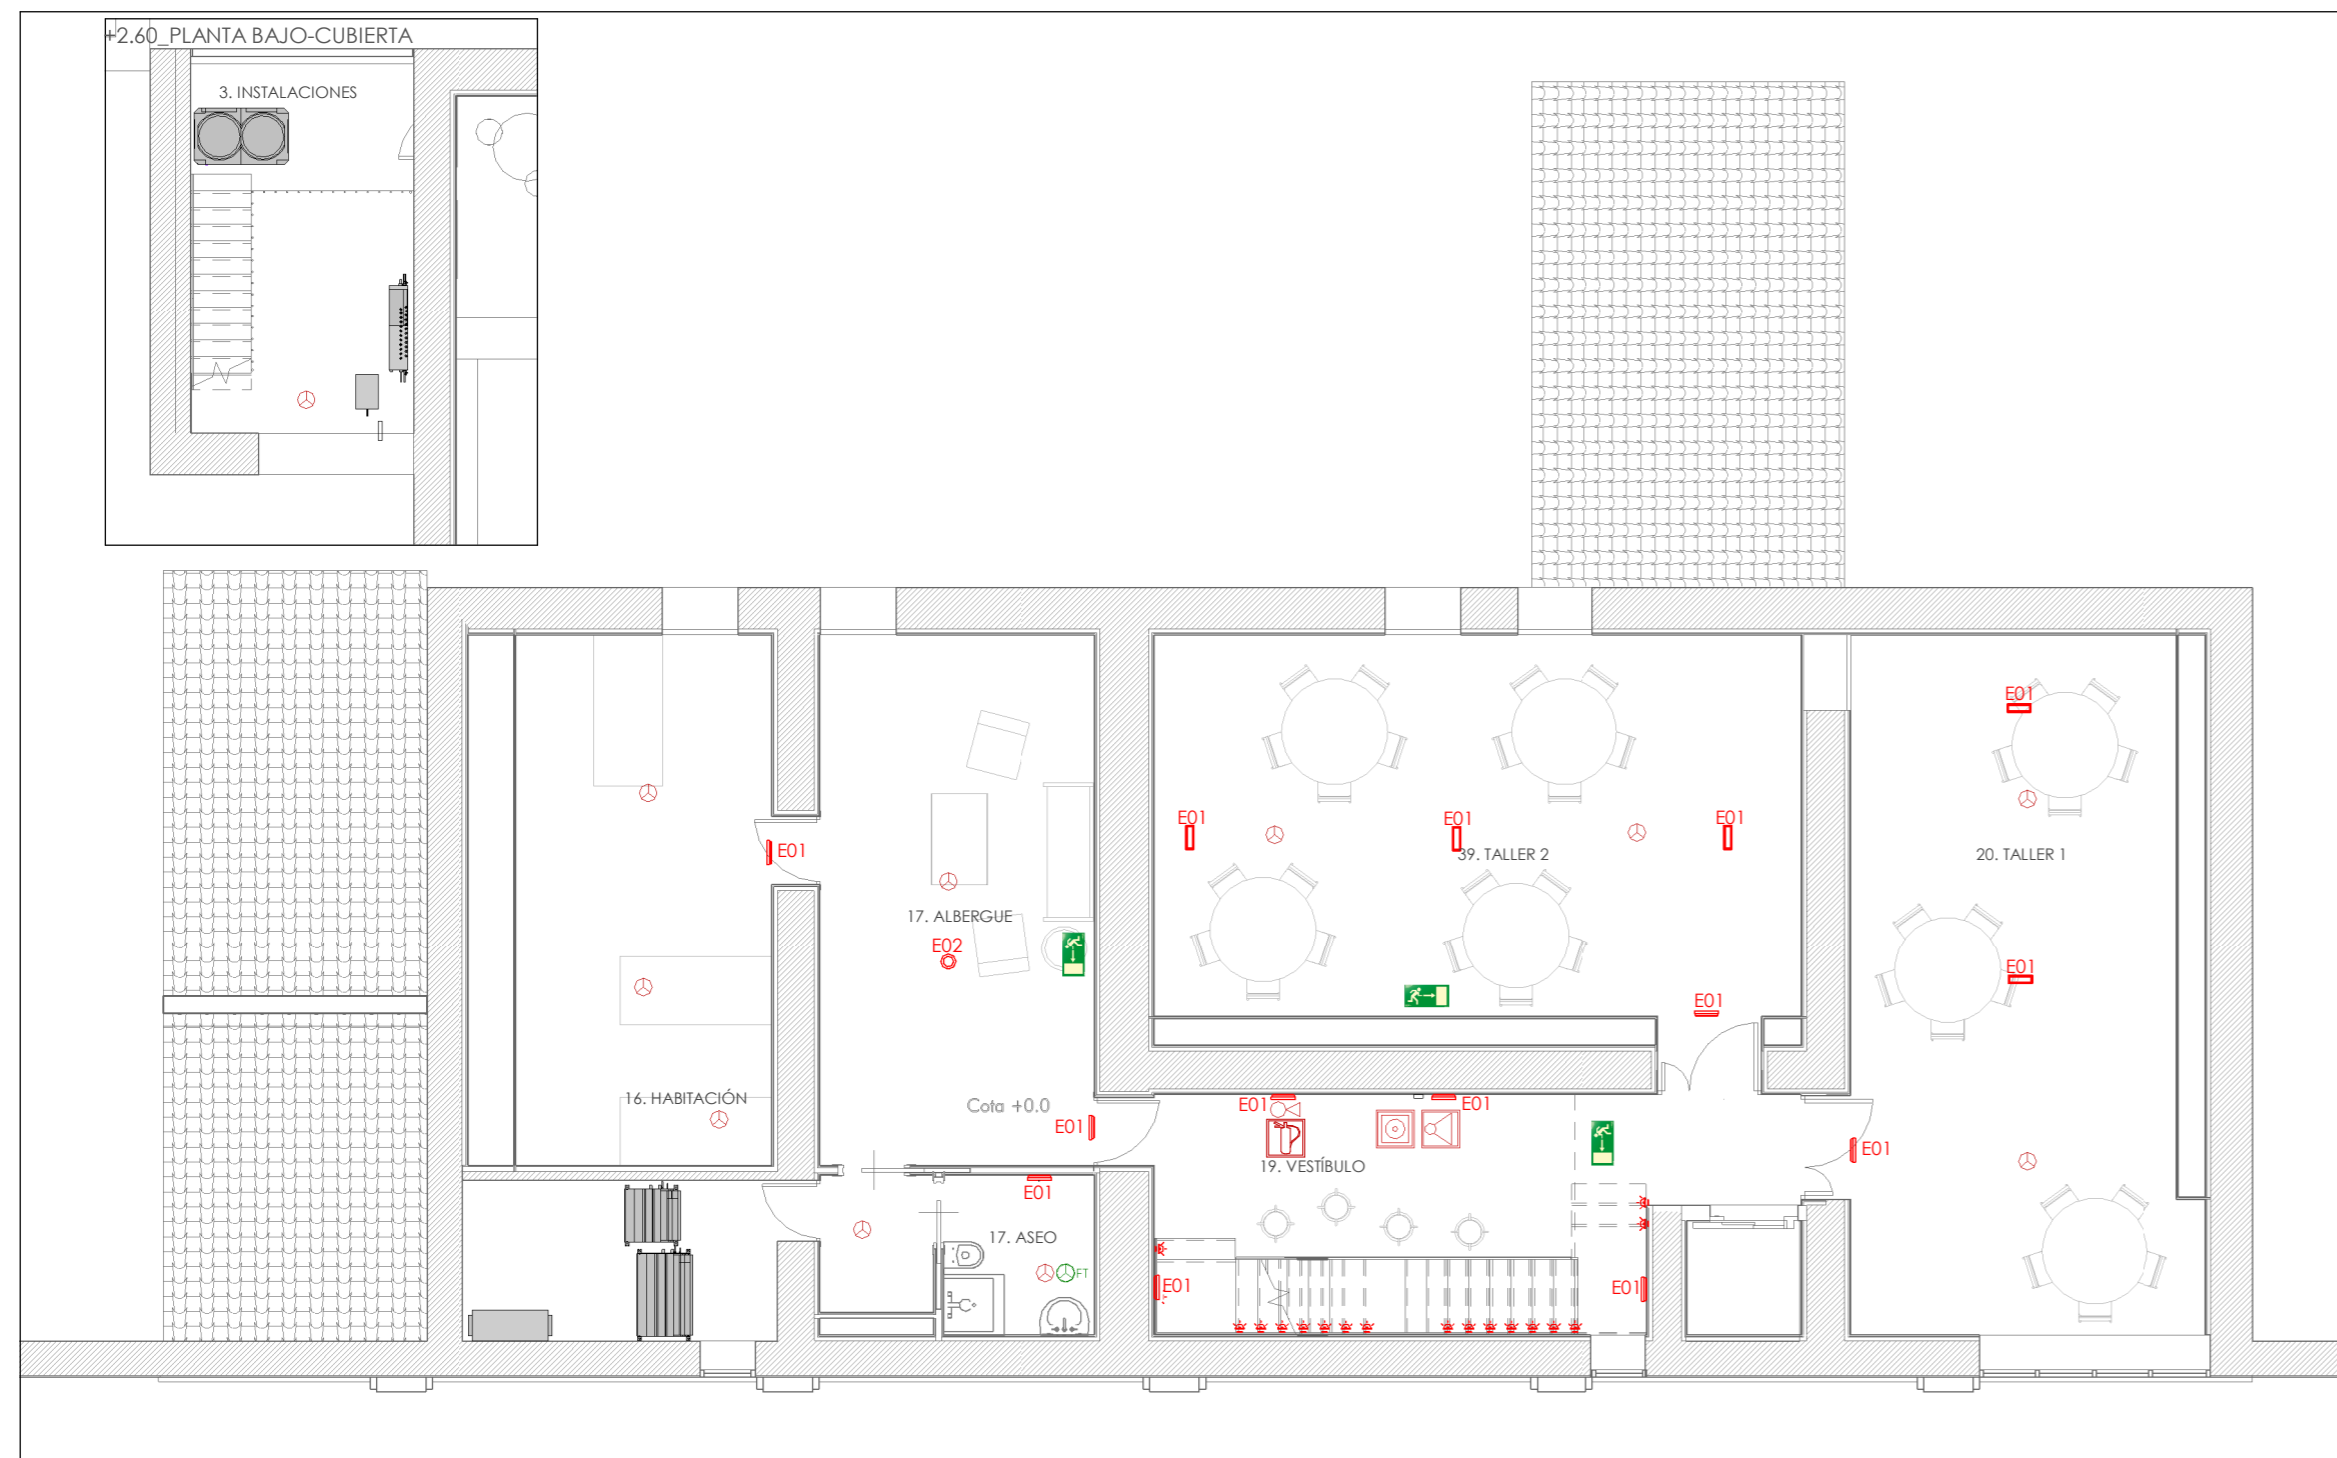 +2.60_PLANTA BAJO-CUBIERTA
3. INSTALACIONES
E01
E01
E01
E01
E01
39. TALLER 2
20. TALLER 1
17. ALBERGUE
E02
E01
E01
16. HABITACIÓN
Cota +0.0
E01
E01
E01
E01
19. VESTÍBULO
E01
17. ASEO
FT
E01
E01